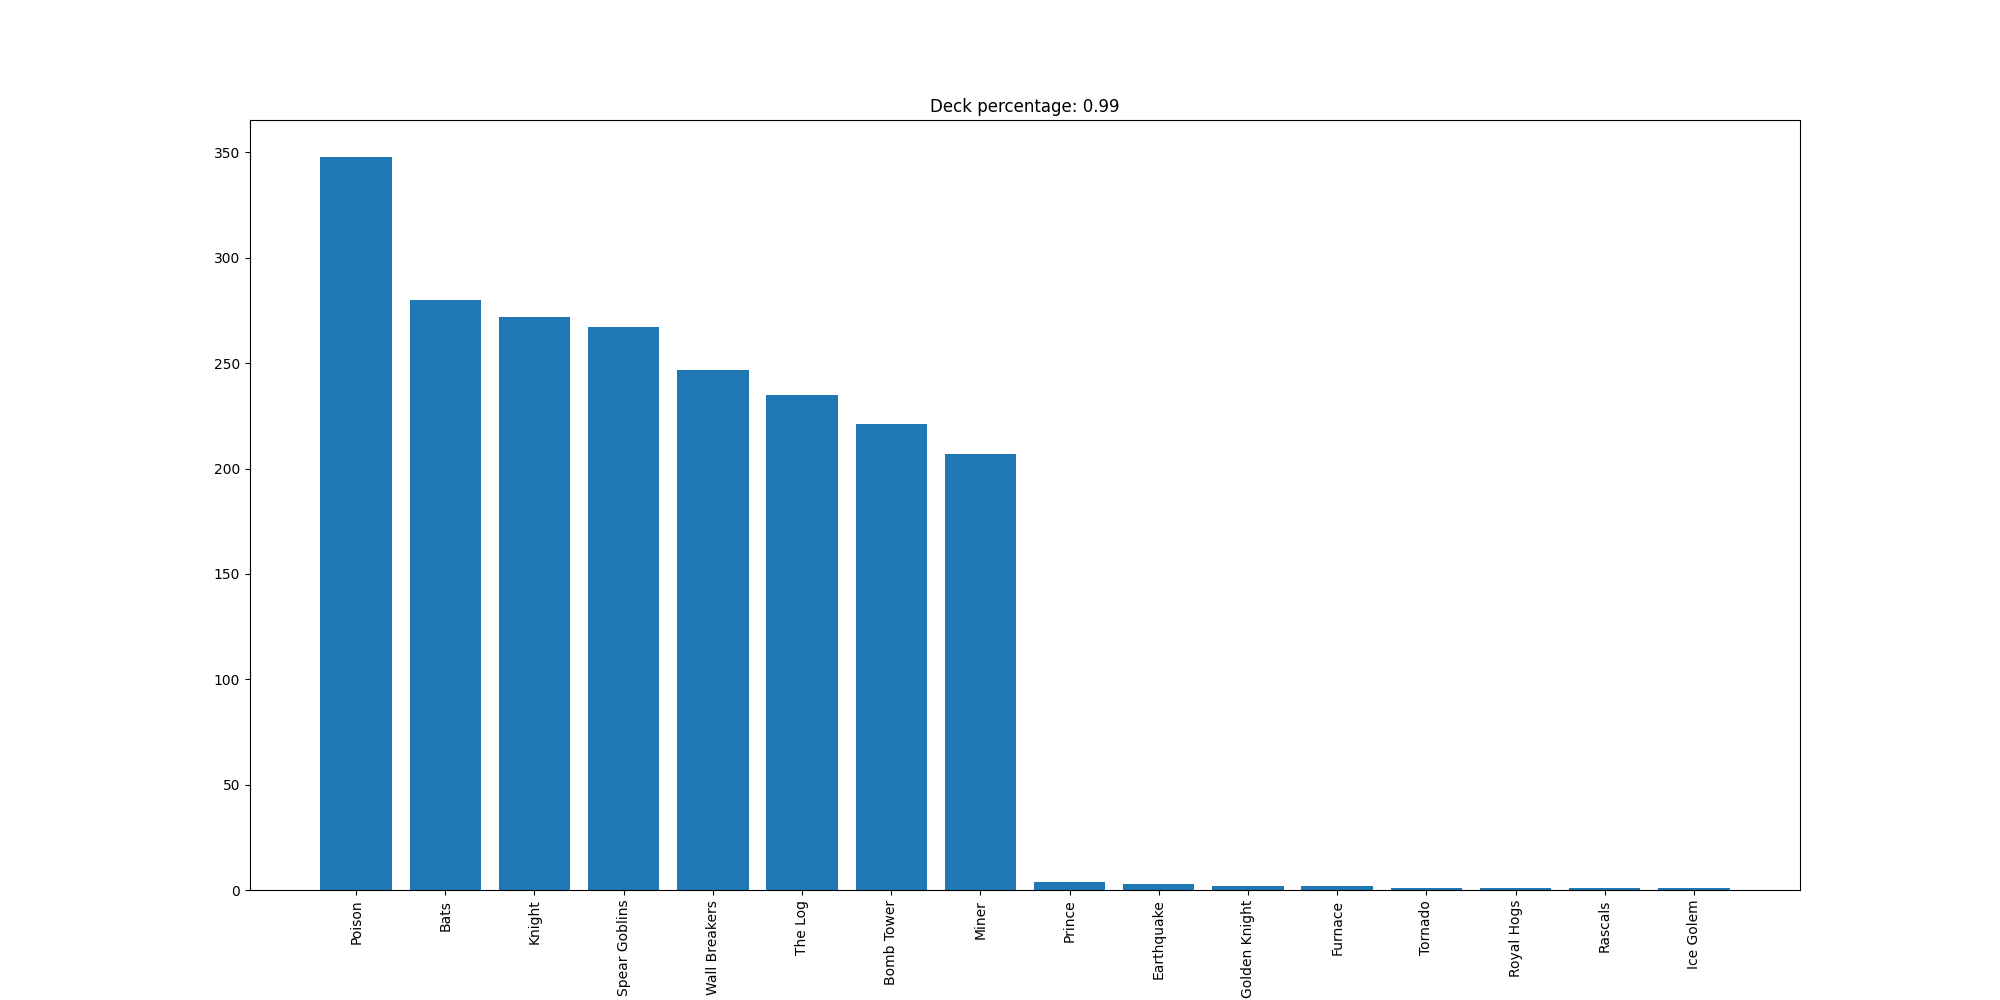 Deck percentage: 0.99
350
300
250
200
150
100
50
0
Poison
Bats
Knight
Spear Goblins
Wall Breakers
The Log
Bomb Tower
Miner
Prince
Earthquake
Golden Knight
Furnace
Tornado
Royal Hogs
Rascals
Ice Golem